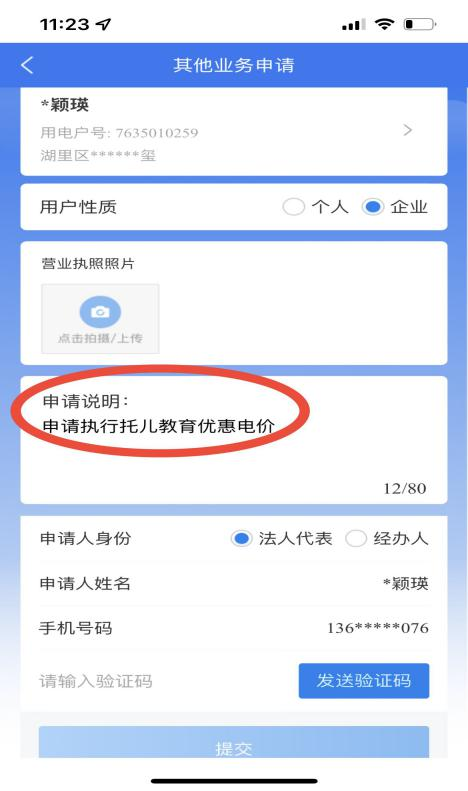 11:23
其他业务申请
*颖瑛
用电户号: 7635010259
湖里区******玺
用户性质 个人 企业
营业执照照片
点击拍摄/上传
申请说明：
申请执行托儿教育优惠电价
12/80
申请人身份 法人代表 经办人
申请人姓名 *颖瑛
手机号码 136*****076
请输入验证码 发送验证码
提交